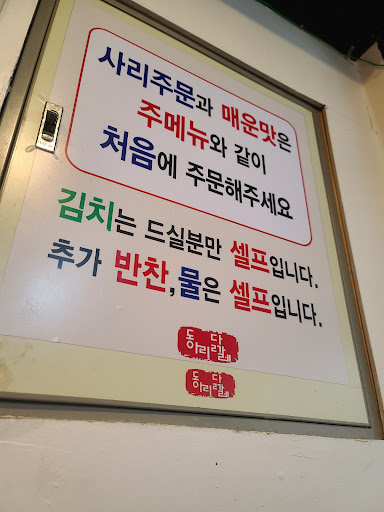 사리주문과 매운맛은
주메뉴와 같이
처음에 주문해주세요
김치는 드실분만 셀프입니다.
추가 반찬,물은 셀프입니다.